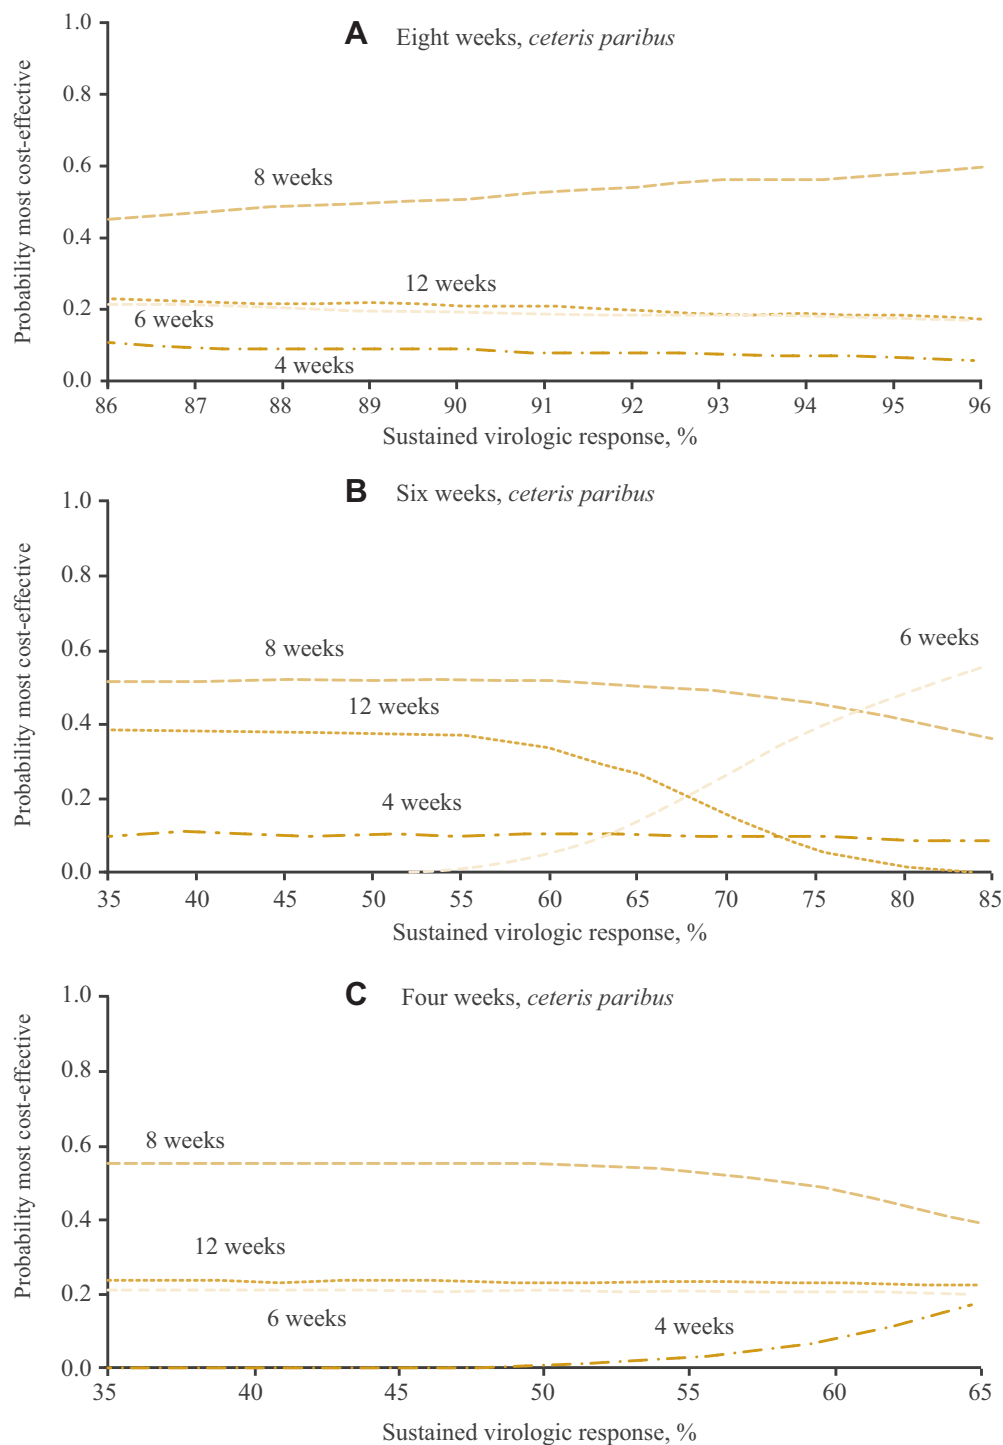 A Eight weeks, ceteris paribus
Probability most cost-effective
1.0
0.8
0.6
0.4
0.2
0.0
8 weeks
12 weeks
6 weeks
4 weeks
86 87 88 89 90 91 92 93 94 95 96
Sustained virologic response, %
B Six weeks, ceteris paribus
Probability most cost-effective
1.0
0.8
0.6
0.4
0.2
0.0
6 weeks
8 weeks
12 weeks
4 weeks
35 40 45 50 55 60 65 70 75 80 85
Sustained virologic response, %
C Four weeks, ceteris paribus
Probability most cost-effective
1.0
0.8
0.6
0.4
0.2
0.0
8 weeks
12 weeks
6 weeks
4 weeks
35 40 45 50 55 60 65
Sustained virologic response, %